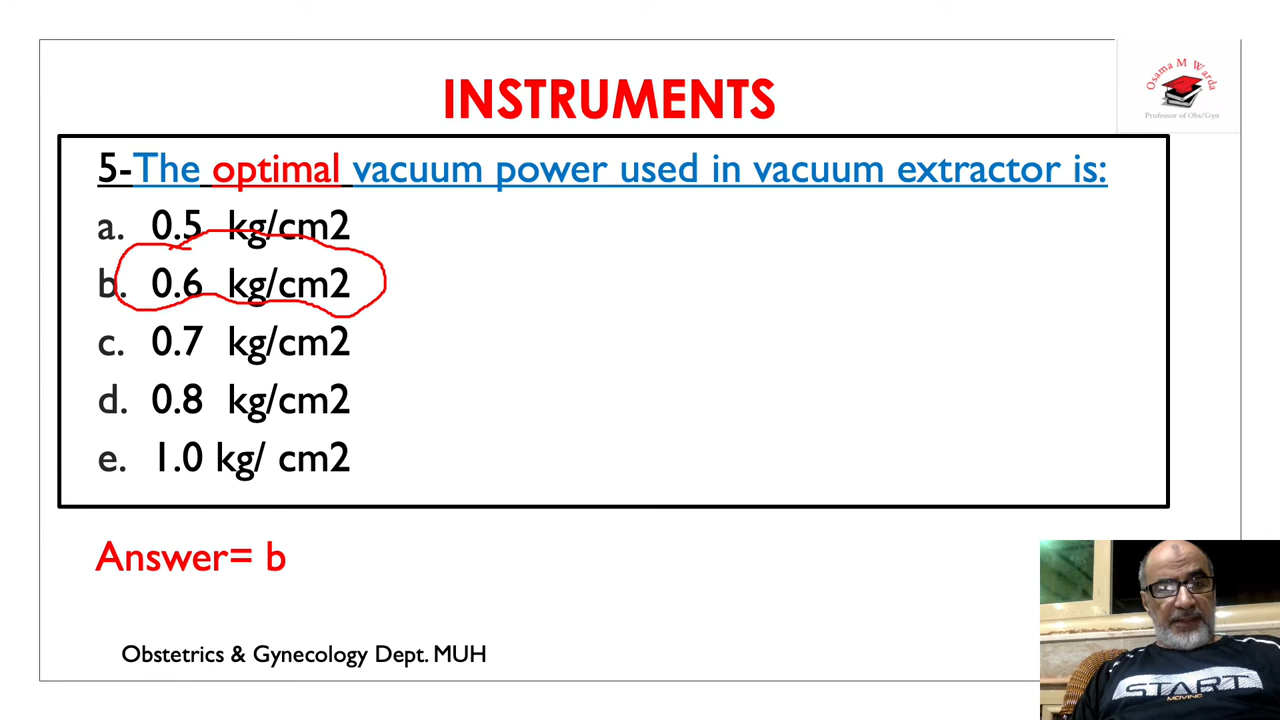 INSTRUMENTS
Osama M Warda
Professor of Obs/Gyn
5-The optimal vacuum power used in vacuum extractor is:
a. 0.5 kg/cm2
b. 0.6 kg/cm2
c. 0.7 kg/cm2
d. 0.8 kg/cm2
e. 1.0 kg/ cm2
Answer= b
Obstetrics & Gynecology Dept. MUH
START
MOVING